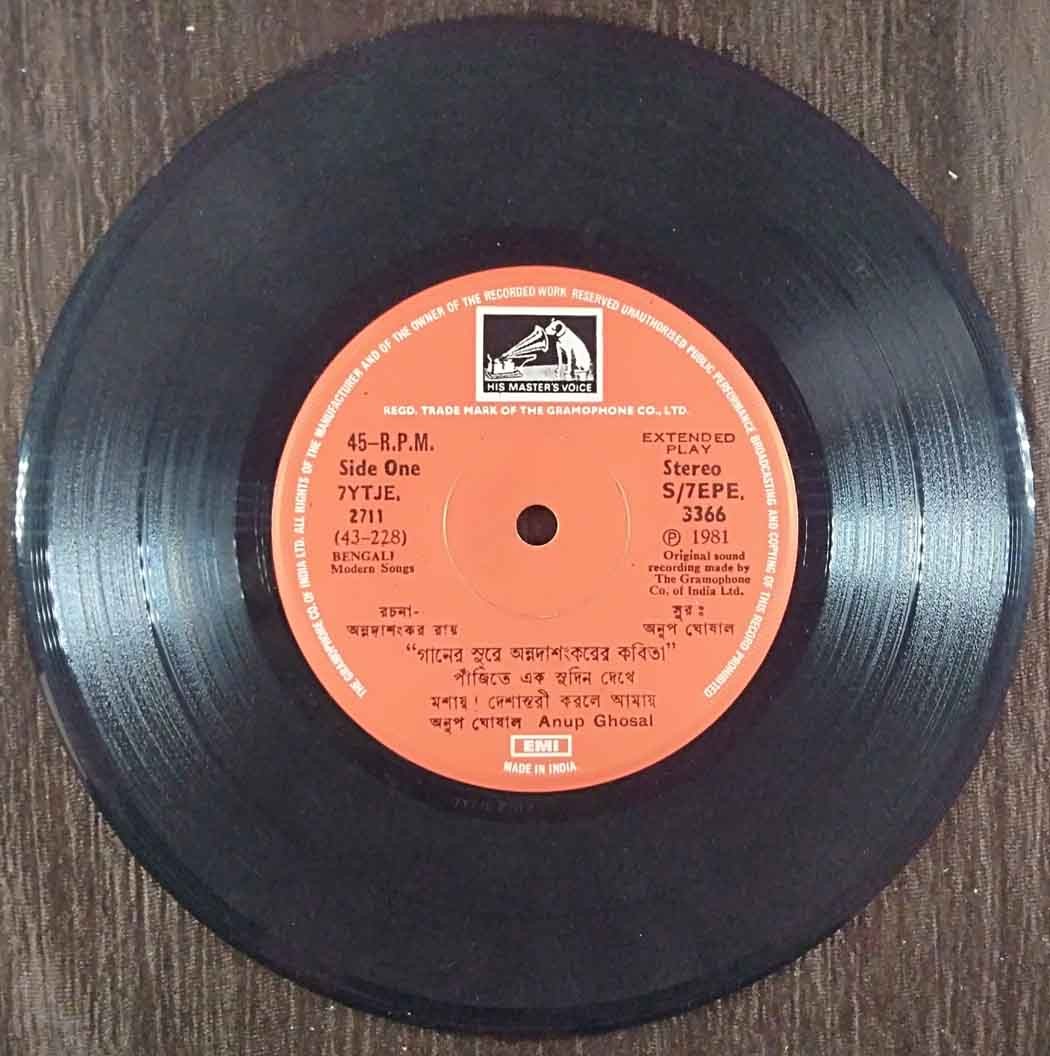 THE GRAMOPHONE CO. OF INDIA LTD. ALL RIGHTS OF THE MANUFACTURER AND OF THE OWNER OF THE RECORDED WORK RESERVED UNAUTHORISED PUBLIC PERFORMANCE BROADCASTING AND COPYING OF THIS RECORD PROHIBITED
HIS MASTER'S VOICE
REGD. TRADE MARK OF THE GRAMOPHONE CO., LTD.
45–R.P.M.
Side One
7YTJE.
2711
(43–228)
BENGALI
Modern Songs
EXTENDED
PLAY
Stereo
S/7EPE.
3366
Ⓟ 1981
Original sound
recording made by
The Gramophone
Co. of India Ltd.
রচনা-
অন্নদাশংকর রায়
সুর ঃ
অনুপ ঘোষাল
“গানের সুরে অন্নদাশংকরের কবিতা”
পাঁজিতে এক সুদিন দেখে
মশায় ! দেশান্তরী করলে আমায়
অনুপ ঘোষাল Anup Ghosal
EMI
MADE IN INDIA